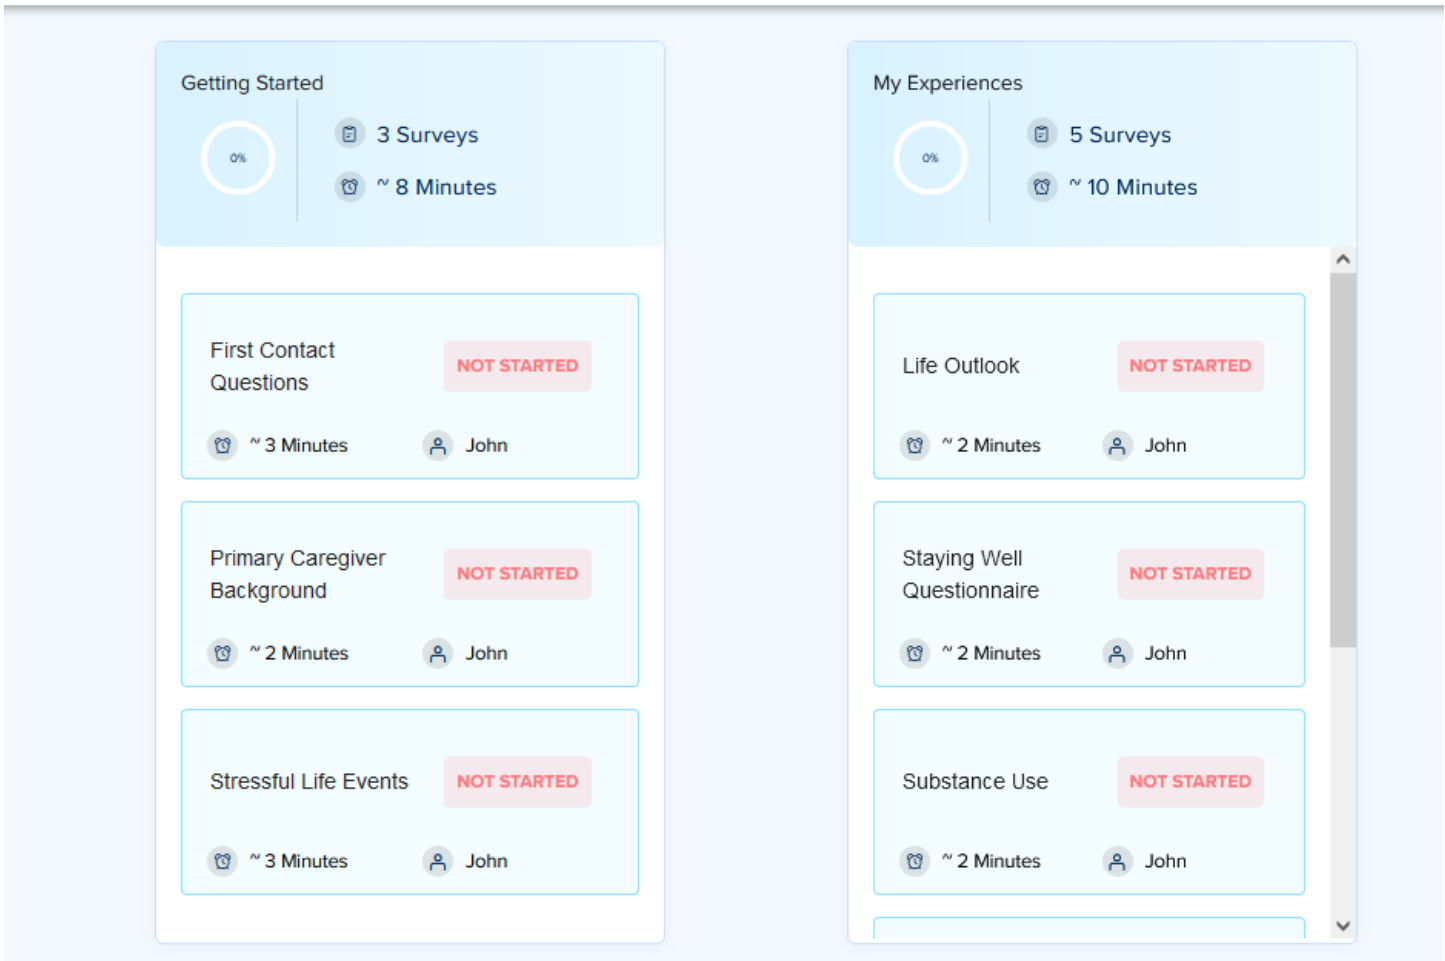 Getting Started
0%
3 Surveys
~ 8 Minutes
First Contact
Questions
NOT STARTED
~ 3 Minutes
John
Primary Caregiver
Background
NOT STARTED
~ 2 Minutes
John
Stressful Life Events
NOT STARTED
~ 3 Minutes
John
My Experiences
0%
5 Surveys
~ 10 Minutes
Life Outlook
NOT STARTED
~ 2 Minutes
John
Staying Well
Questionnaire
NOT STARTED
~ 2 Minutes
John
Substance Use
NOT STARTED
~ 2 Minutes
John